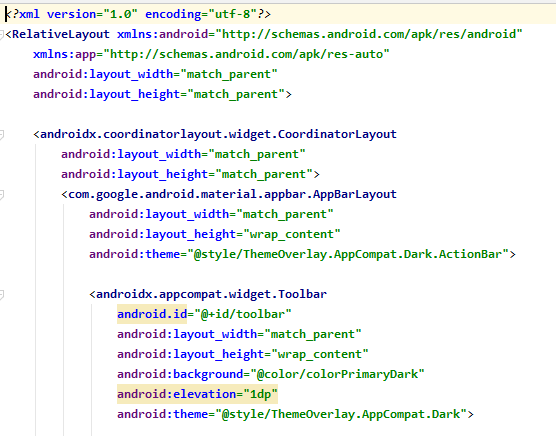 <?xml version="1.0" encoding="utf-8"?>
<RelativeLayout xmlns:android="http://schemas.android.com/apk/res/android"
    xmlns:app="http://schemas.android.com/apk/res-auto"
    android:layout_width="match_parent"
    android:layout_height="match_parent">

    <androidx.coordinatorlayout.widget.CoordinatorLayout
        android:layout_width="match_parent"
        android:layout_height="match_parent">
        <com.google.android.material.appbar.AppBarLayout
            android:layout_width="match_parent"
            android:layout_height="wrap_content"
            android:theme="@style/ThemeOverlay.AppCompat.Dark.ActionBar">

            <androidx.appcompat.widget.Toolbar
                android.id="@+id/toolbar"
                android:layout_width="match_parent"
                android:layout_height="wrap_content"
                android:background="@color/colorPrimaryDark"
                android:elevation="1dp"
                android:theme="@style/ThemeOverlay.AppCompat.Dark">